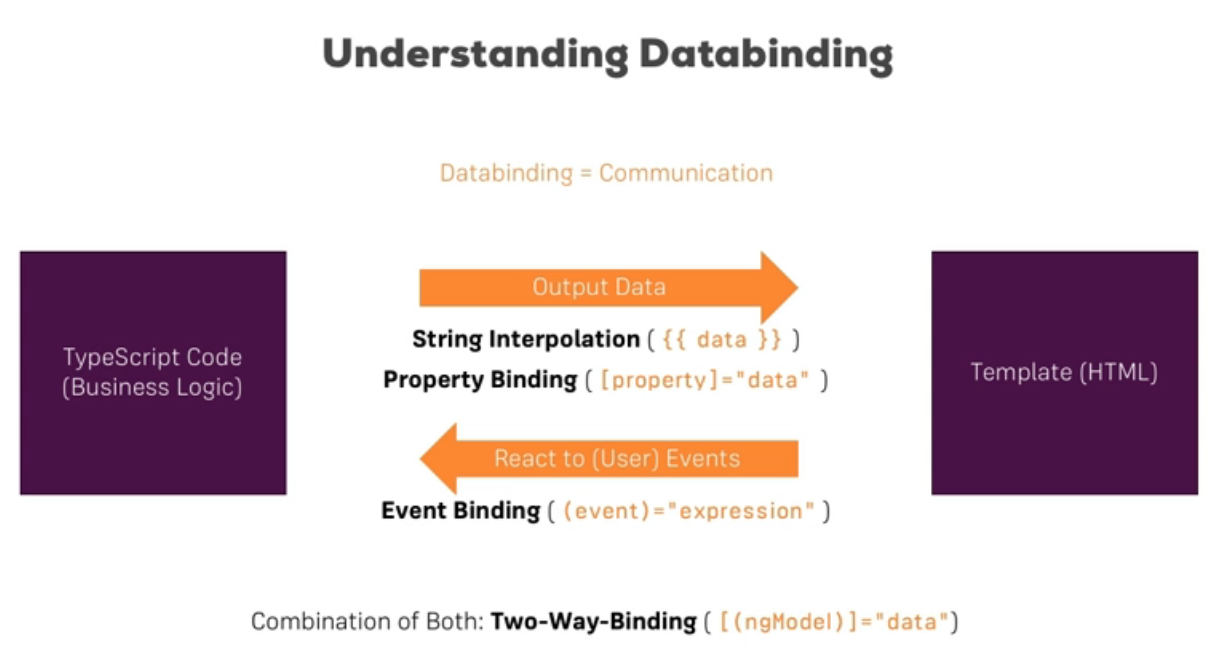 Understanding Databinding
Databinding = Communication
TypeScript Code
(Business Logic)
Output Data
String Interpolation ( {{ data }} )
Property Binding ( [property]="data" )
React to (User) Events
Event Binding ( (event)="expression" )
Template (HTML)
Combination of Both: Two-Way-Binding ( [(ngModel)]="data")